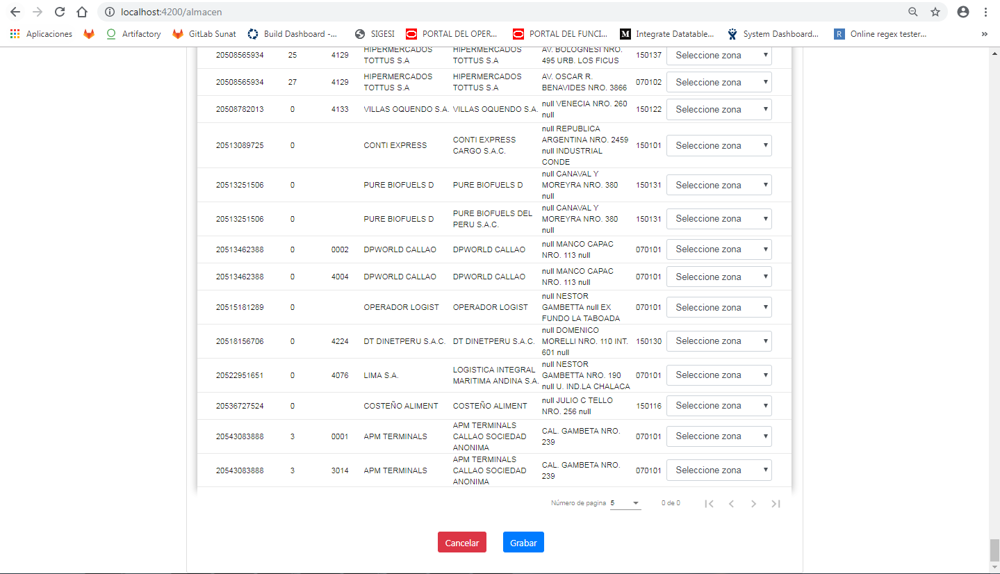 localhost:4200/almacen
Aplicaciones Artifactory GitLab Sunat Build Dashboard -... SIGESI PORTAL DEL OPER... PORTAL DEL FUNCI... M Integrate Datatable... System Dashboard... R Online regex tester... »
20508565934 25 4129 HIPERMERCADOS TOTTUS S.A HIPERMERCADOS TOTTUS S.A AV. BOLOGNESI NRO. 495 URB. LOS FICUS 150137 Seleccione zona
20508565934 27 4129 HIPERMERCADOS TOTTUS S.A HIPERMERCADOS TOTTUS S.A AV. OSCAR R. BENAVIDES NRO. 3866 070102 Seleccione zona
20508782013 0 4133 VILLAS OQUENDO S.A. VILLAS OQUENDO S.A. null VENECIA NRO. 260 null 150122 Seleccione zona
20513089725 0 CONTI EXPRESS CONTI EXPRESS CARGO S.A.C. null REPUBLICA ARGENTINA NRO. 2459 null INDUSTRIAL CONDE 150101 Seleccione zona
20513251506 0 PURE BIOFUELS D PURE BIOFUELS D null CANAVAL Y MOREYRA NRO. 380 null 150131 Seleccione zona
20513251506 0 PURE BIOFUELS D PURE BIOFUELS DEL PERU S.A.C. null CANAVAL Y MOREYRA NRO. 380 null 150131 Seleccione zona
20513462388 0 0002 DPWORLD CALLAO DPWORLD CALLAO null MANCO CAPAC NRO. 113 null 070101 Seleccione zona
20513462388 0 4004 DPWORLD CALLAO DPWORLD CALLAO null MANCO CAPAC NRO. 113 null 070101 Seleccione zona
20515181289 0 OPERADOR LOGIST OPERADOR LOGIST null NESTOR GAMBETTA null EX FUNDO LA TABOADA 070101 Seleccione zona
20518156706 0 4224 DT DINETPERU S.A.C. DT DINETPERU S.A.C. null DOMENICO MORELLI NRO. 110 INT. 601 null 150130 Seleccione zona
20522951651 0 4076 LIMA S.A. LOGISTICA INTEGRAL MARITIMA ANDINA S.A. null NESTOR GAMBETTA NRO. 190 null U. IND.LA CHALACA 070101 Seleccione zona
20536727524 0 COSTEÑO ALIMENT COSTEÑO ALIMENT null JULIO C TELLO NRO. 256 null 150116 Seleccione zona
20543083888 3 0001 APM TERMINALS APM TERMINALS CALLAO SOCIEDAD ANONIMA CAL. GAMBETA NRO. 239 070101 Seleccione zona
20543083888 3 3014 APM TERMINALS APM TERMINALS CALLAO SOCIEDAD ANONIMA CAL. GAMBETA NRO. 239 070101 Seleccione zona
Número de pagina 5 0 de 0
Cancelar Grabar